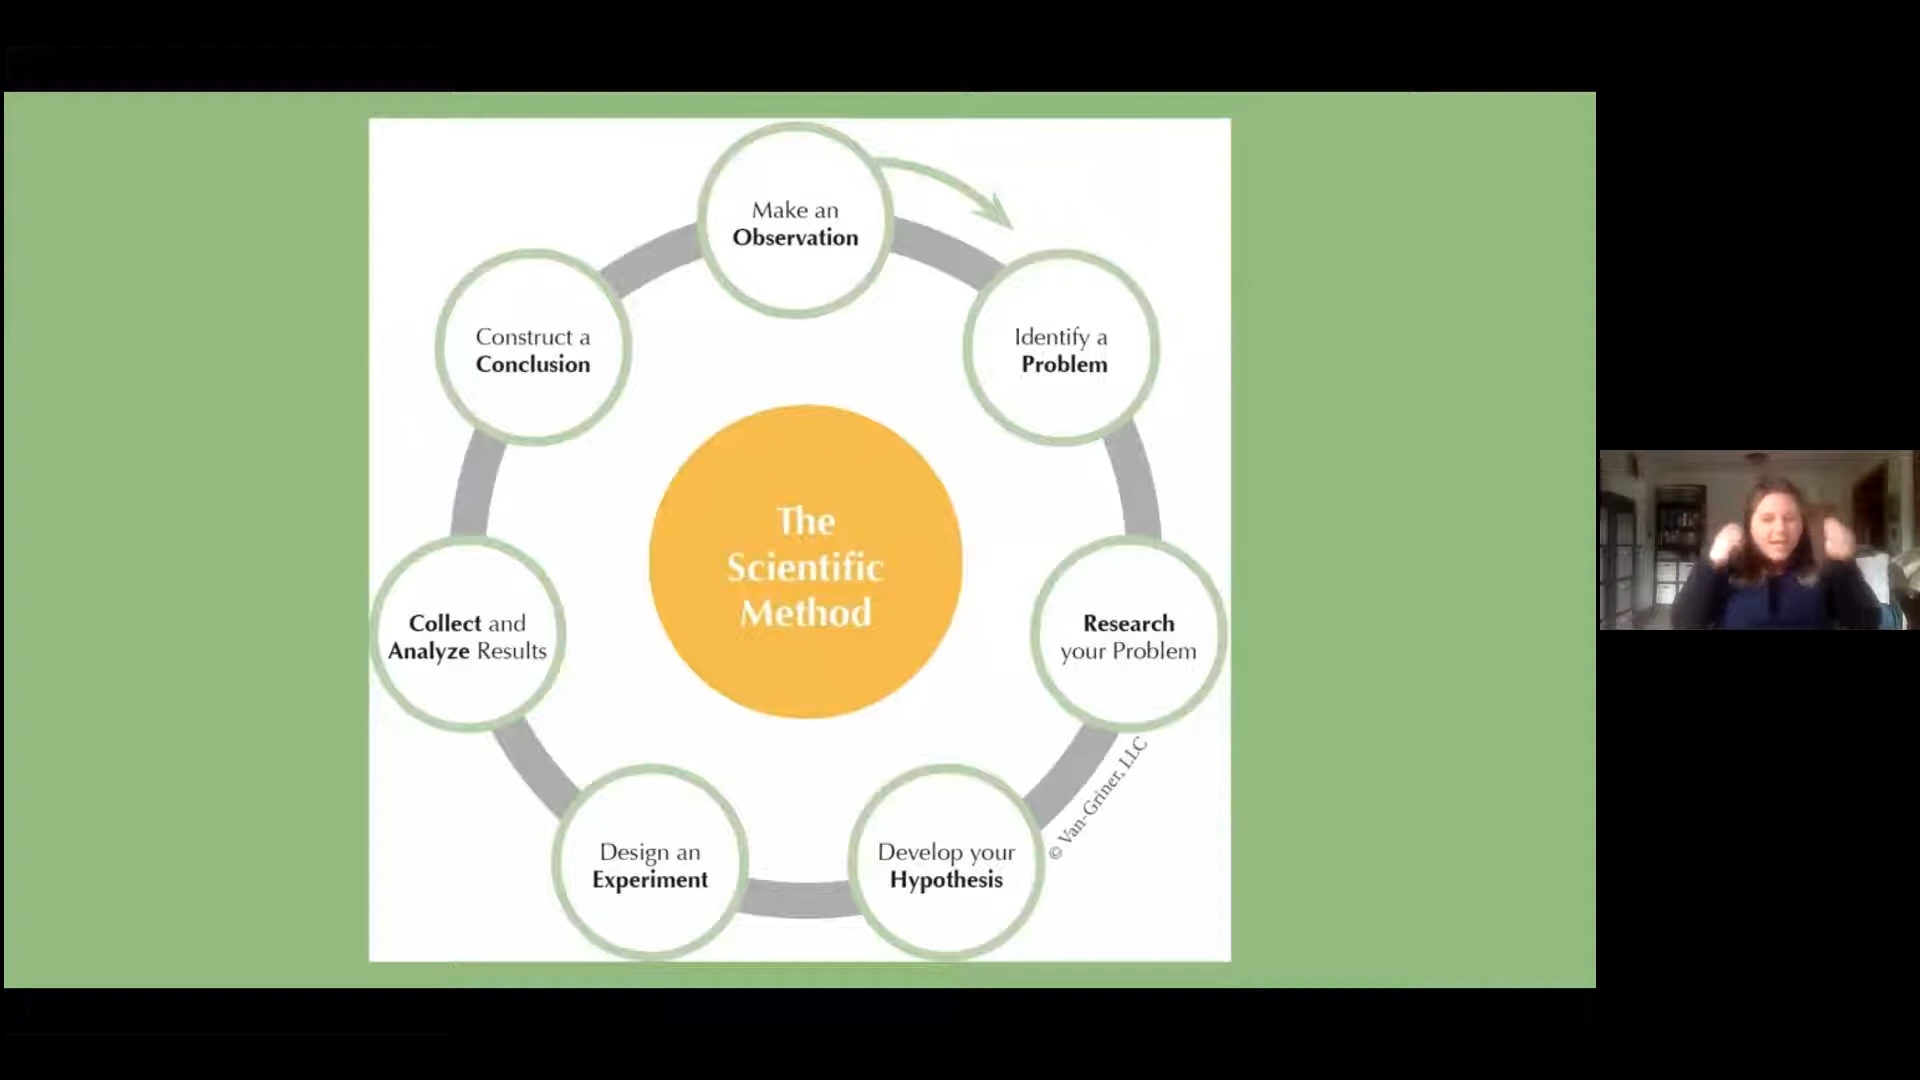 Make an
Observation
Identify a
Problem
Research
your Problem
Develop your
Hypothesis
Design an
Experiment
Collect and
Analyze Results
Construct a
Conclusion
The
Scientific
Method
© Van-Griner, LLC